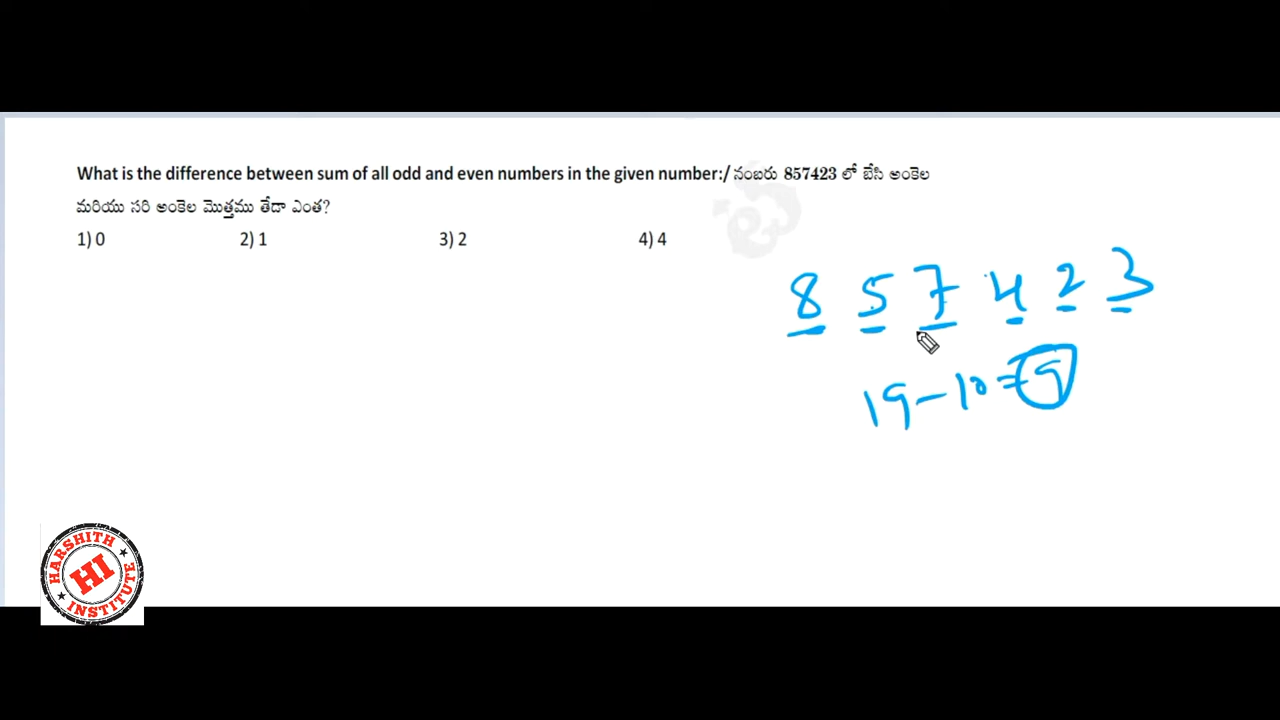 What is the difference between sum of all odd and even numbers in the given number:/ నంబరు 857423 లో బేసి అంకెల
మరియు సరి అంకెల మొత్తము తేడా ఎంత?
1) 0 2) 1 3) 2 4) 4
8 5 7 4 2 3
19-10=9
HARSHITH
HI
INSTITUTE